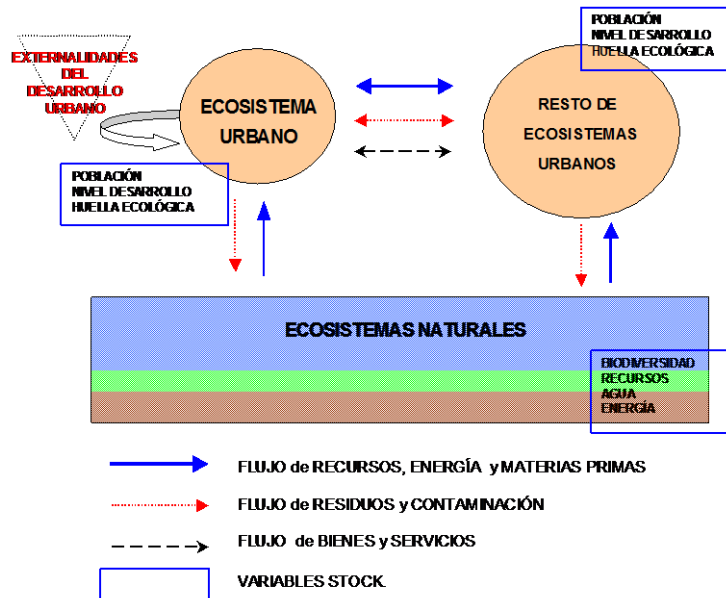 EXTERNALIDADES
DEL
DESARROLLO
URBANO
ECOSISTEMA
URBANO
POBLACIÓN
NIVEL DESARROLLO
HUELLA ECOLÓGICA
RESTO DE
ECOSISTEMAS
URBANOS
POBLACIÓN
NIVEL DESARROLLO
HUELLA ECOLÓGICA
ECOSISTEMAS NATURALES
BIODIVERSIDAD
RECURSOS
AGUA
ENERGÍA
FLUJO de RECURSOS, ENERGÍA y MATERIAS PRIMAS
FLUJO de RESIDUOS y CONTAMINACIÓN
FLUJO de BIENES y SERVICIOS
VARIABLES STOCK.